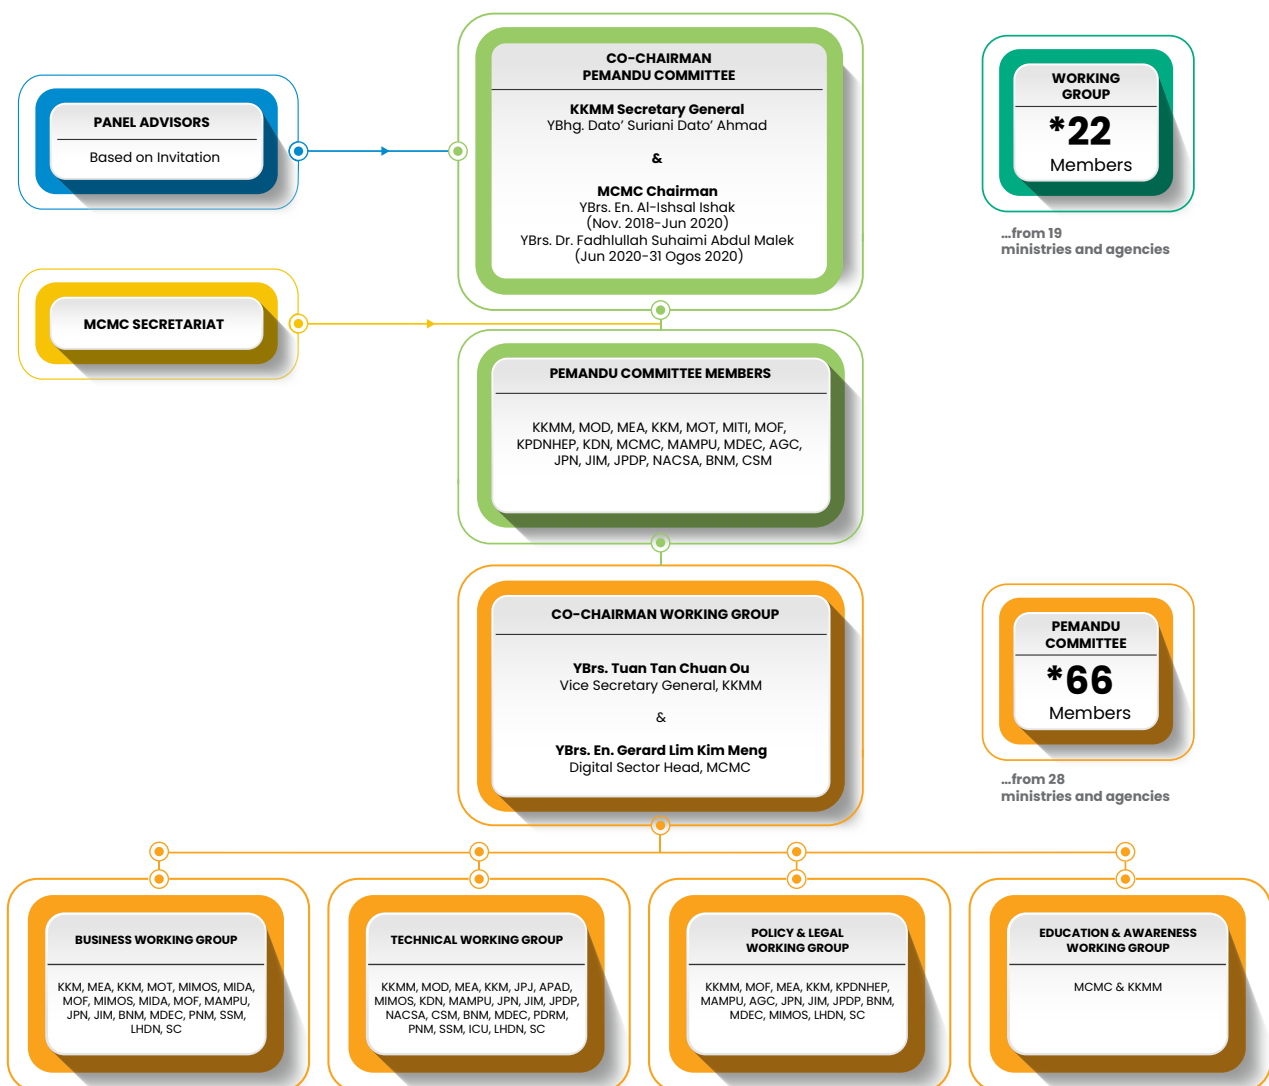 CO-CHAIRMAN
PEMANDU COMMITTEE
KKMM Secretary General
YBhg. Dato' Suriani Dato' Ahmad
&
MCMC Chairman
YBrs. En. Al-Ishsal Ishak
(Nov. 2018-Jun 2020)
YBrs. Dr. Fadhlullah Suhaimi Abdul Malek
(Jun 2020-31 Ogos 2020)
WORKING
GROUP
*22
Members
...from 19
ministries and agencies
PANEL ADVISORS
Based on Invitation
MCMC SECRETARIAT
PEMANDU COMMITTEE MEMBERS
KKMM, MOD, MEA, KKM, MOT, MITI, MOF,
KPDNHEP, KDN, MCMC, MAMPU, MDEC, AGC,
JPN, JIM, JPDP, NACSA, BNM, CSM
CO-CHAIRMAN WORKING GROUP
YBrs. Tuan Tan Chuan Ou
Vice Secretary General, KKMM
&
YBrs. En. Gerard Lim Kim Meng
Digital Sector Head, MCMC
PEMANDU
COMMITTEE
*66
Members
...from 28
ministries and agencies
BUSINESS WORKING GROUP
KKM, MEA, KKM, MOT, MIMOS, MIDA,
MOF, MIMOS, MIDA, MOF, MAMPU,
JPN, JIM, BNM, MDEC, PNM, SSM,
LHDN, SC
TECHNICAL WORKING GROUP
KKMM, MOD, MEA, KKM, JPJ, APAD,
MIMOS, KDN, MAMPU, JPN, JIM, JPDP,
NACSA, CSM, BNM, MDEC, PDRM,
PNM, SSM, ICU, LHDN, SC
POLICY & LEGAL
WORKING GROUP
KKMM, MOF, MEA, KKM, KPDNHEP,
MAMPU, AGC, JPN, JIM, JPDP, BNM,
MDEC, MIMOS, LHDN, SC
EDUCATION & AWARENESS
WORKING GROUP
MCMC & KKMM